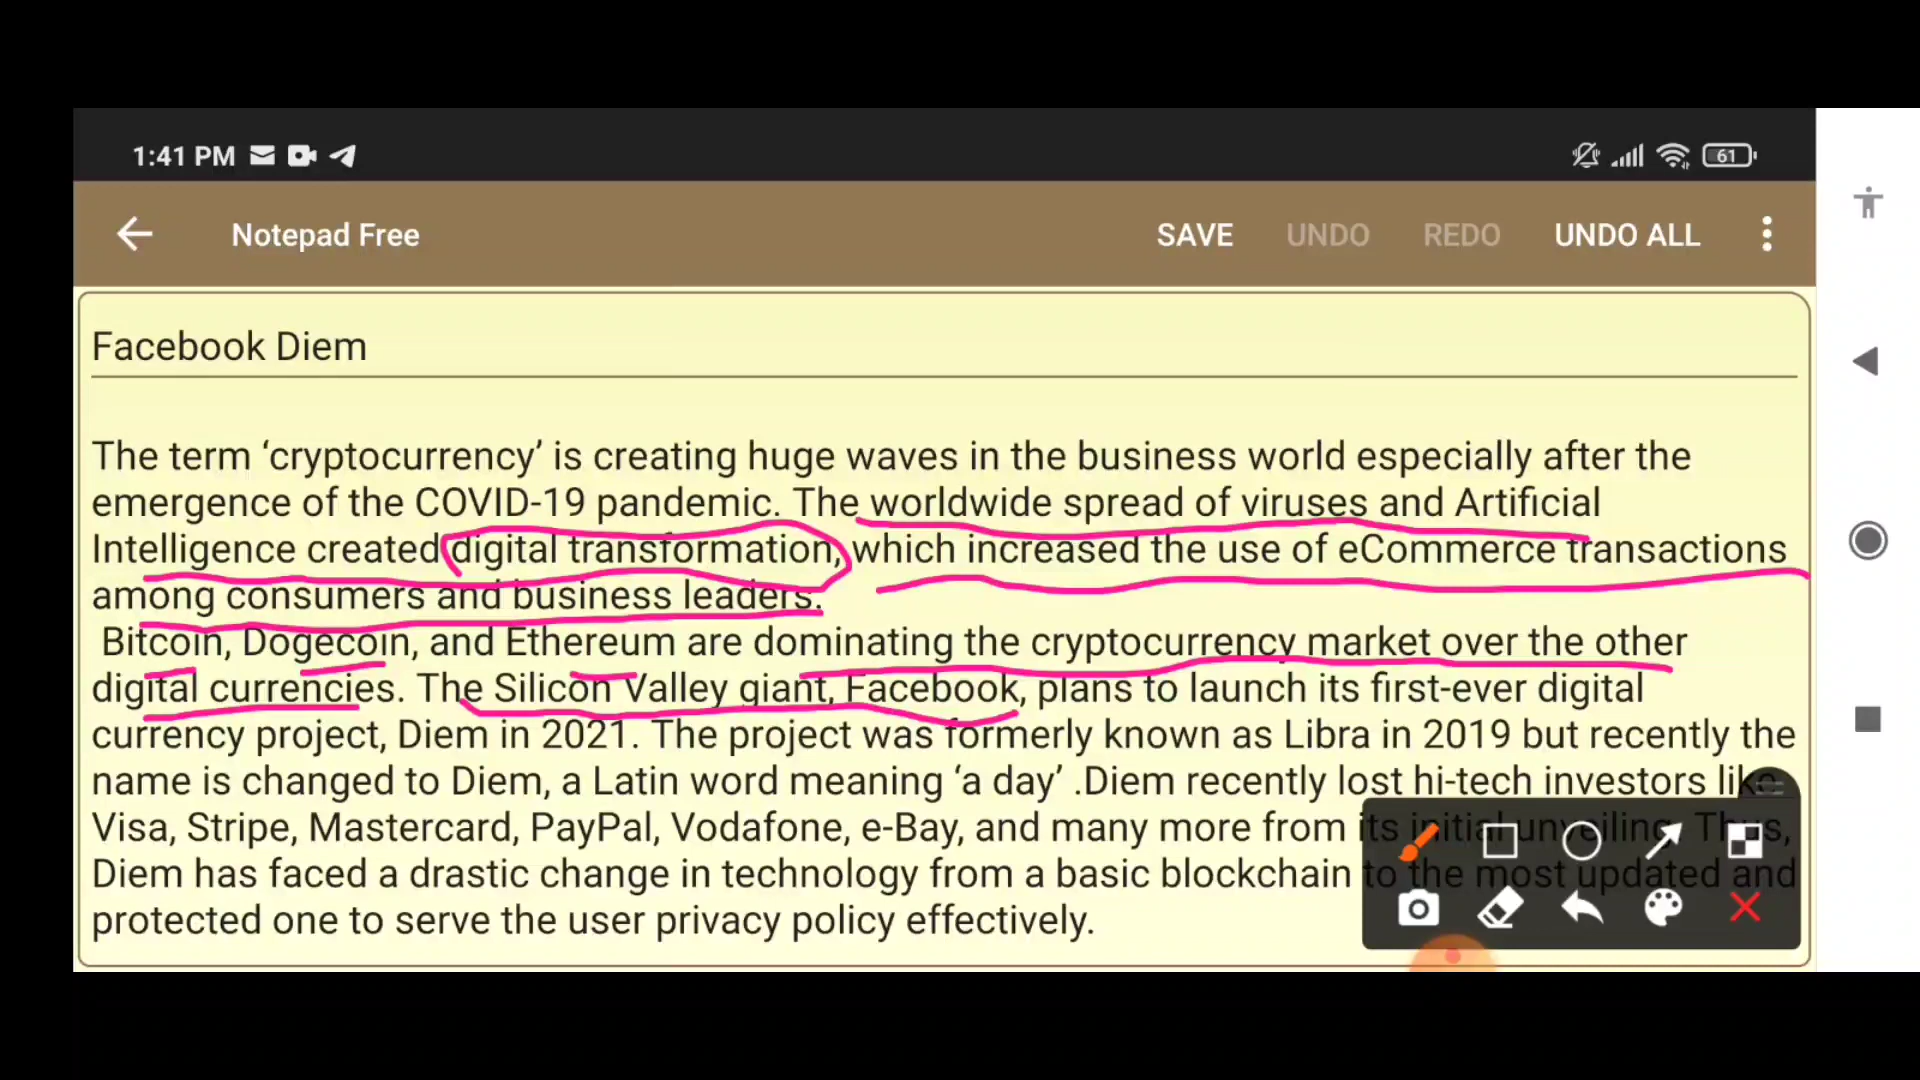 1:41 PM 61
Notepad Free SAVE UNDO REDO UNDO ALL
Facebook Diem
The term ‘cryptocurrency’ is creating huge waves in the business world especially after the
emergence of the COVID-19 pandemic. The worldwide spread of viruses and Artificial
Intelligence created digital transformation, which increased the use of eCommerce transactions
among consumers and business leaders.
Bitcoin, Dogecoin, and Ethereum are dominating the cryptocurrency market over the other
digital currencies. The Silicon Valley giant, Facebook, plans to launch its first-ever digital
currency project, Diem in 2021. The project was formerly known as Libra in 2019 but recently the
name is changed to Diem, a Latin word meaning ‘a day’ .Diem recently lost hi-tech investors like
Visa, Stripe, Mastercard, PayPal, Vodafone, e-Bay, and many more from its initial unveiling. Thus,
Diem has faced a drastic change in technology from a basic blockchain to the most updated and
protected one to serve the user privacy policy effectively.